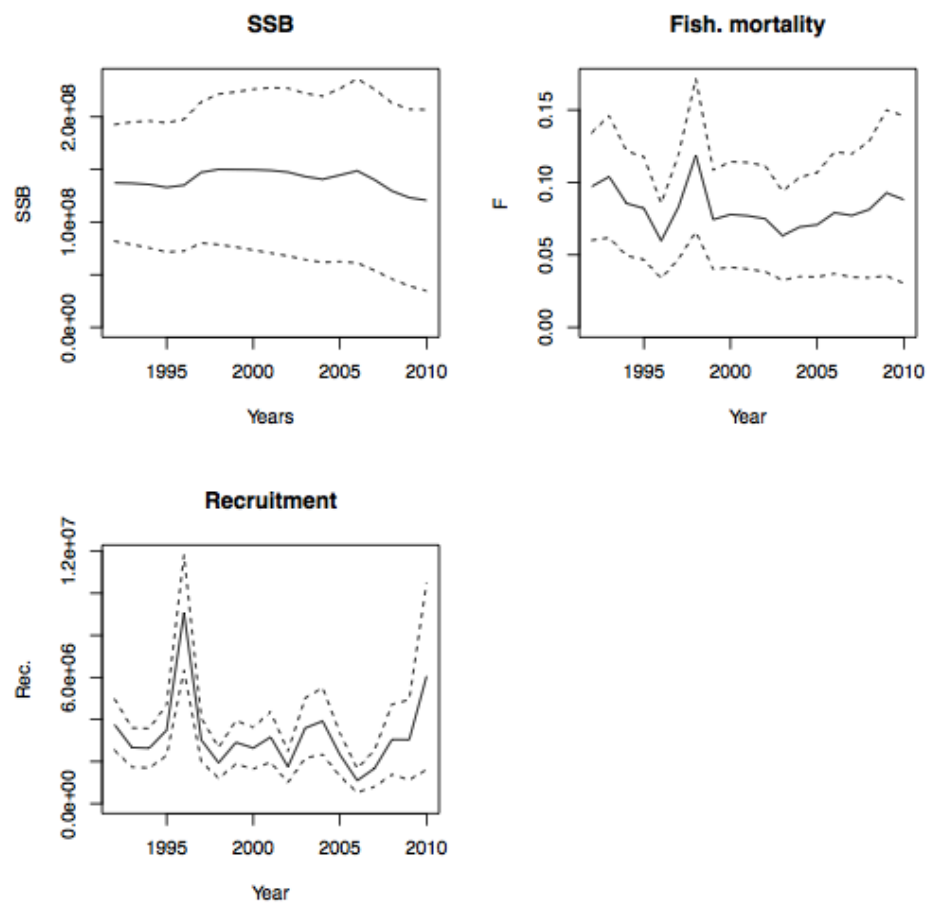 SSB
SSB
0.0e+00 1.0e+08 2.0e+08
1995 2000 2005 2010
Years
Fish. mortality
F
0.00 0.05 0.10 0.15
1995 2000 2005 2010
Year
Recruitment
Rec.
0.0e+00 6.0e+06 1.2e+07
1995 2000 2005 2010
Year